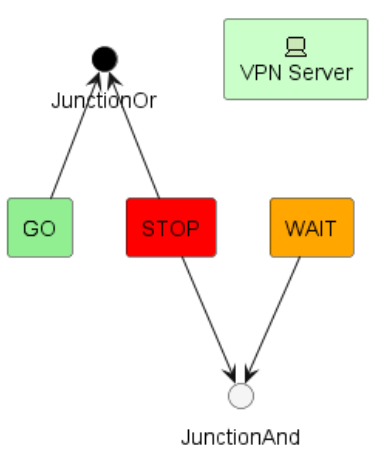 JunctionOr
VPN Server
GO
STOP
WAIT
JunctionAnd